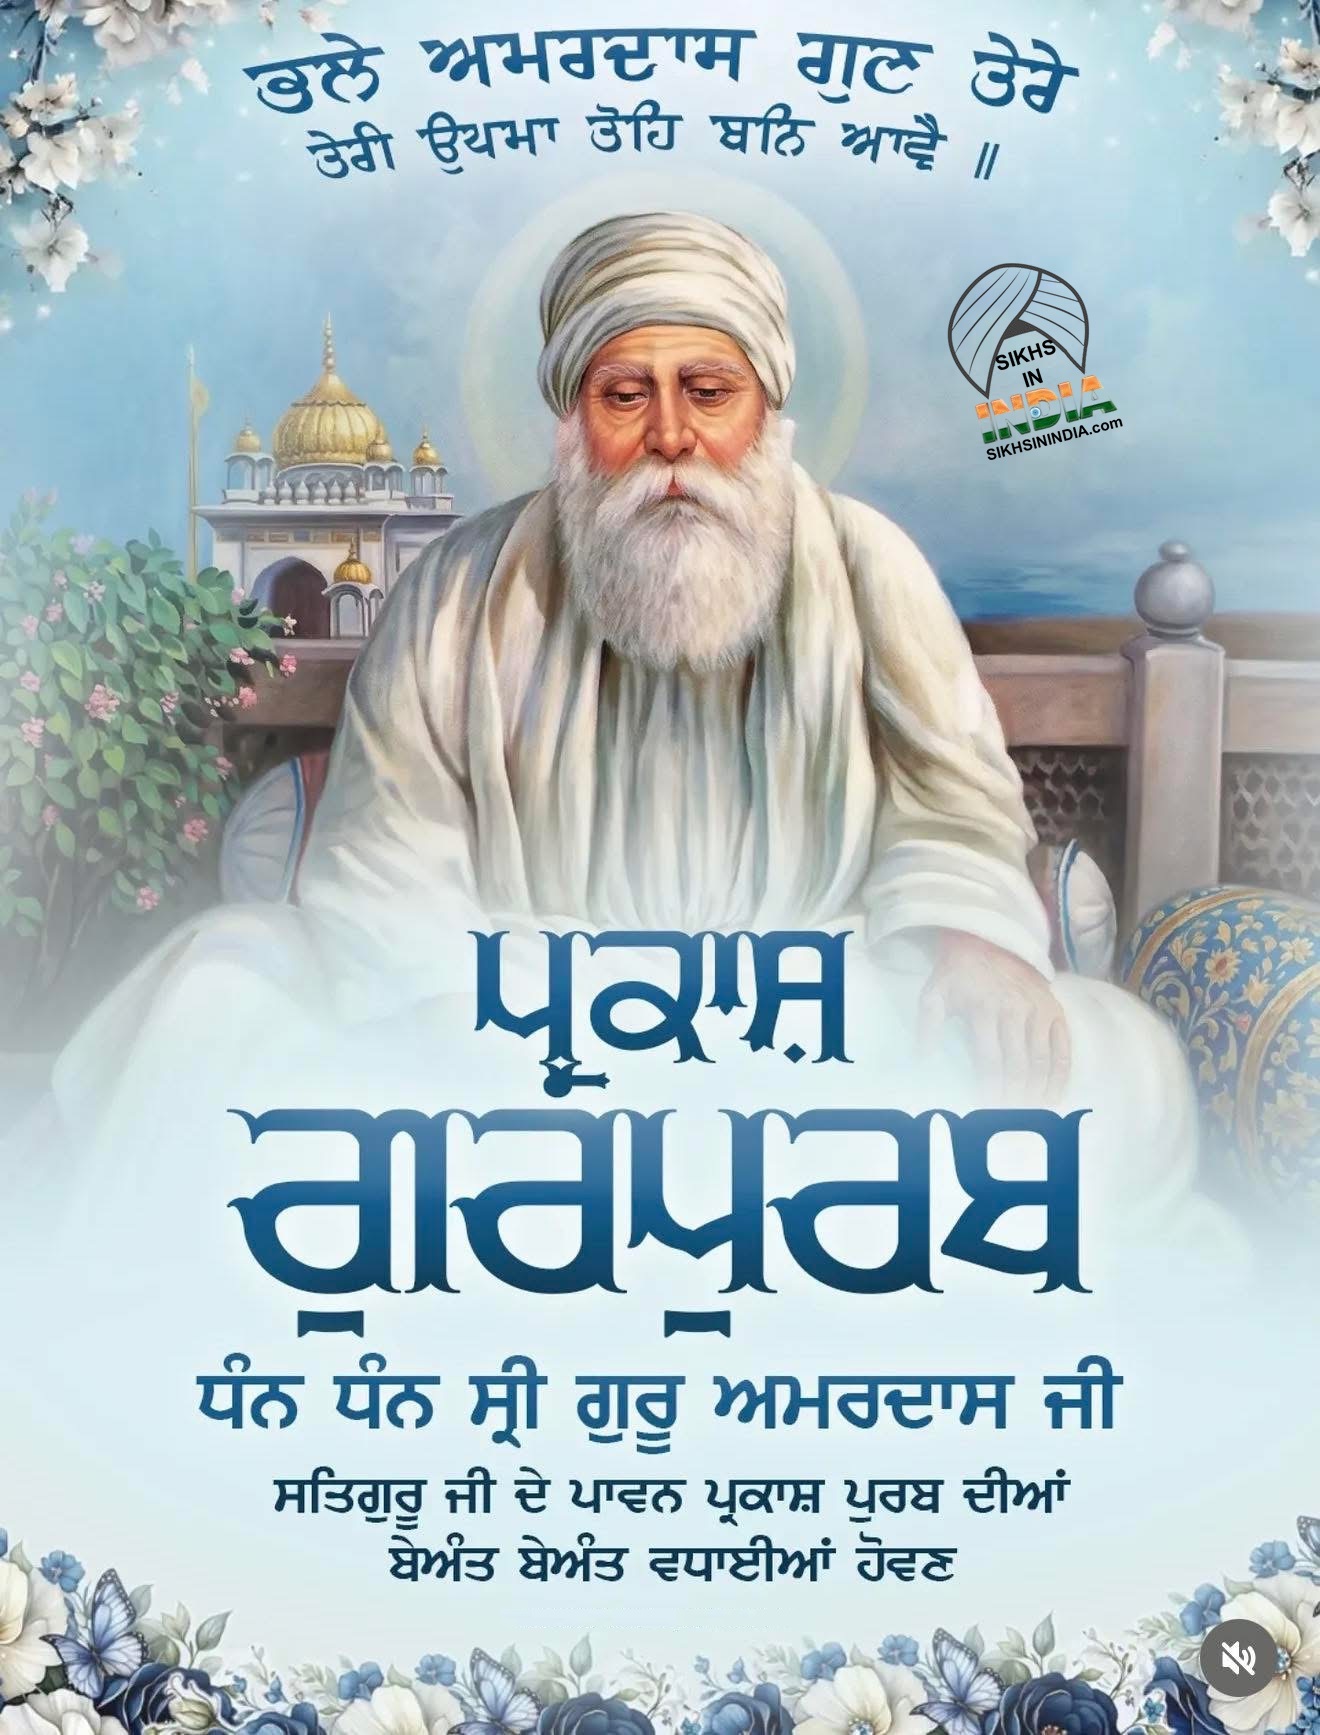 ਭਲੇ ਅਮਰਦਾਸ ਗੁਣ ਤੇਰੇ
ਤੇਰੀ ਉਪਮਾ ਤੋਹਿ ਬਨਿ ਆਵੈ ॥
SIKHS
IN
INDIA
SIKHSININDIA.com
ਪ੍ਰਕਾਸ਼
ਗੁਰਪੁਰਬ
ਧੰਨ ਧੰਨ ਸ੍ਰੀ ਗੁਰੂ ਅਮਰਦਾਸ ਜੀ
ਸਤਿਗੁਰੂ ਜੀ ਦੇ ਪਾਵਨ ਪ੍ਰਕਾਸ਼ ਪੁਰਬ ਦੀਆਂ
ਬੇਅੰਤ ਬੇਅੰਤ ਵਧਾਈਆਂ ਹੋਵਣ